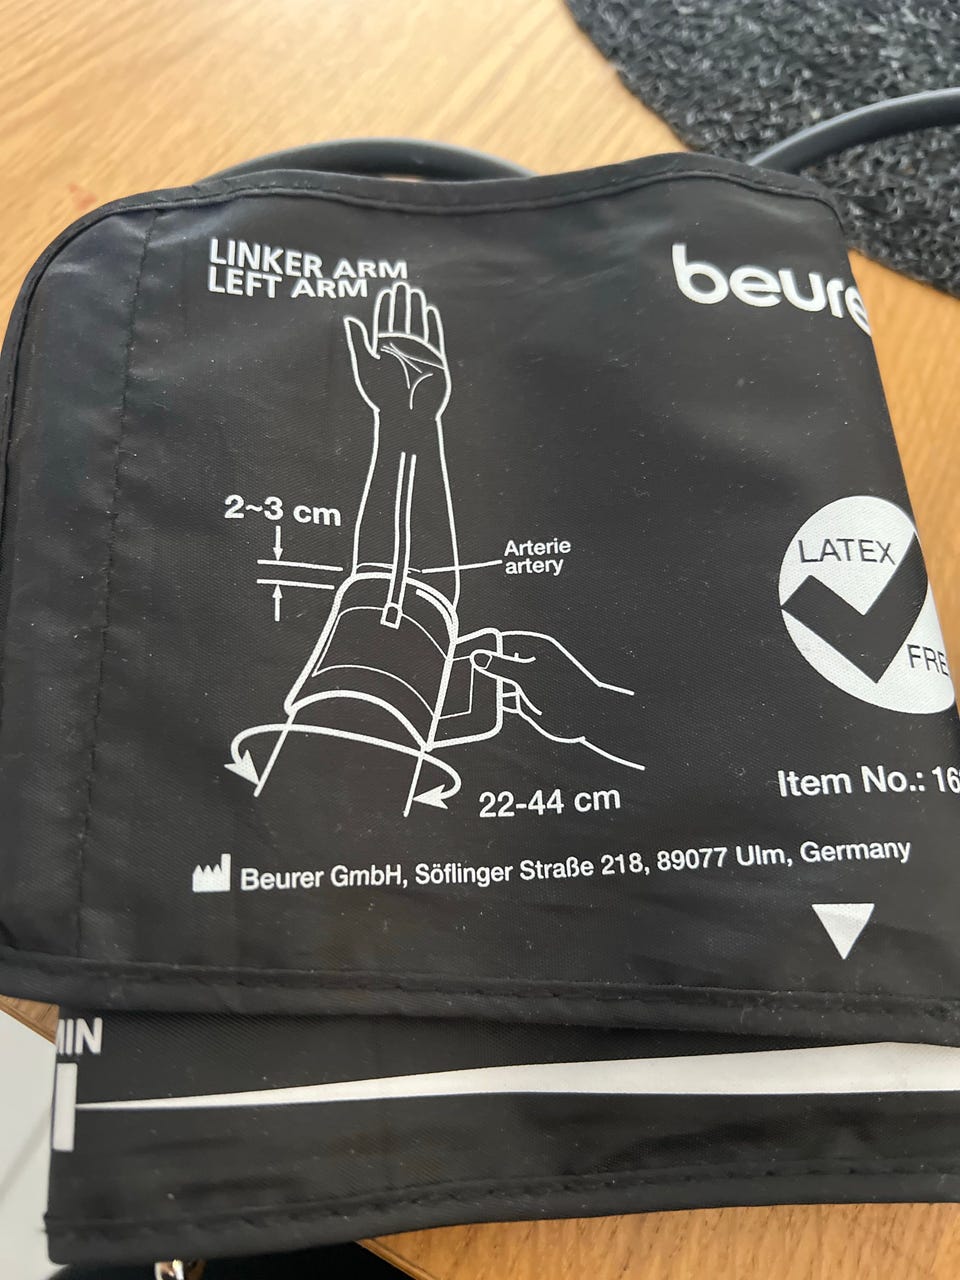 LINKER ARM
LEFT ARM
beure
2~3 cm
Arterie
artery
LATEX
FRE
22-44 cm
Item No.: 16
Beurer GmbH, Söflinger Straße 218, 89077 Ulm, Germany
MIN